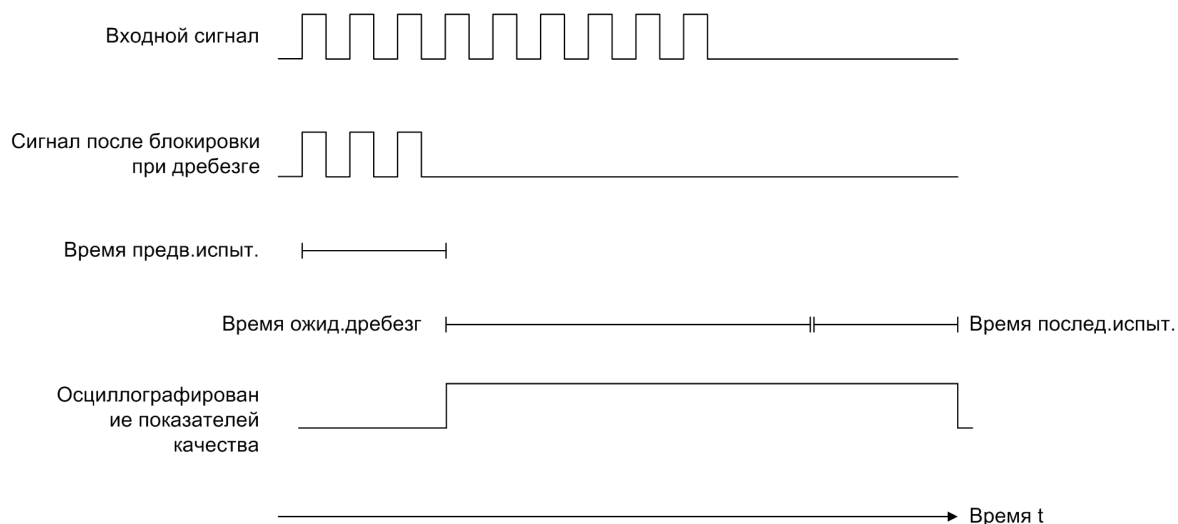 Входной сигнал
Сигнал после блокировки
при дребезге
Время предв.испыт.
Время ожид.дребезг
Время послед.испыт.
Осциллографирован
ие показателей
качества
Время t